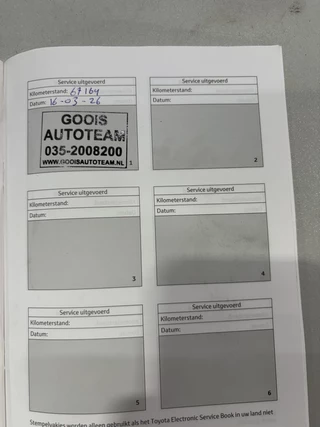 Service uitgevoerd
Kilometerstand: 67164
Datum: 16-03-26
GOOIS
AUTOTEAM
035-2008200
WWW.GOOISAUTOTEAM.NL
1
Service uitgevoerd
Kilometerstand:
Datum:
2
Service uitgevoerd
Kilometerstand:
Datum:
3
Service uitgevoerd
Kilometerstand:
Datum:
4
Service uitgevoerd
Kilometerstand:
Datum:
5
Service uitgevoerd
Kilometerstand:
Datum:
6
Stempelvakjes worden alleen gebruikt als het Toyota Electronic Service Book in uw land niet